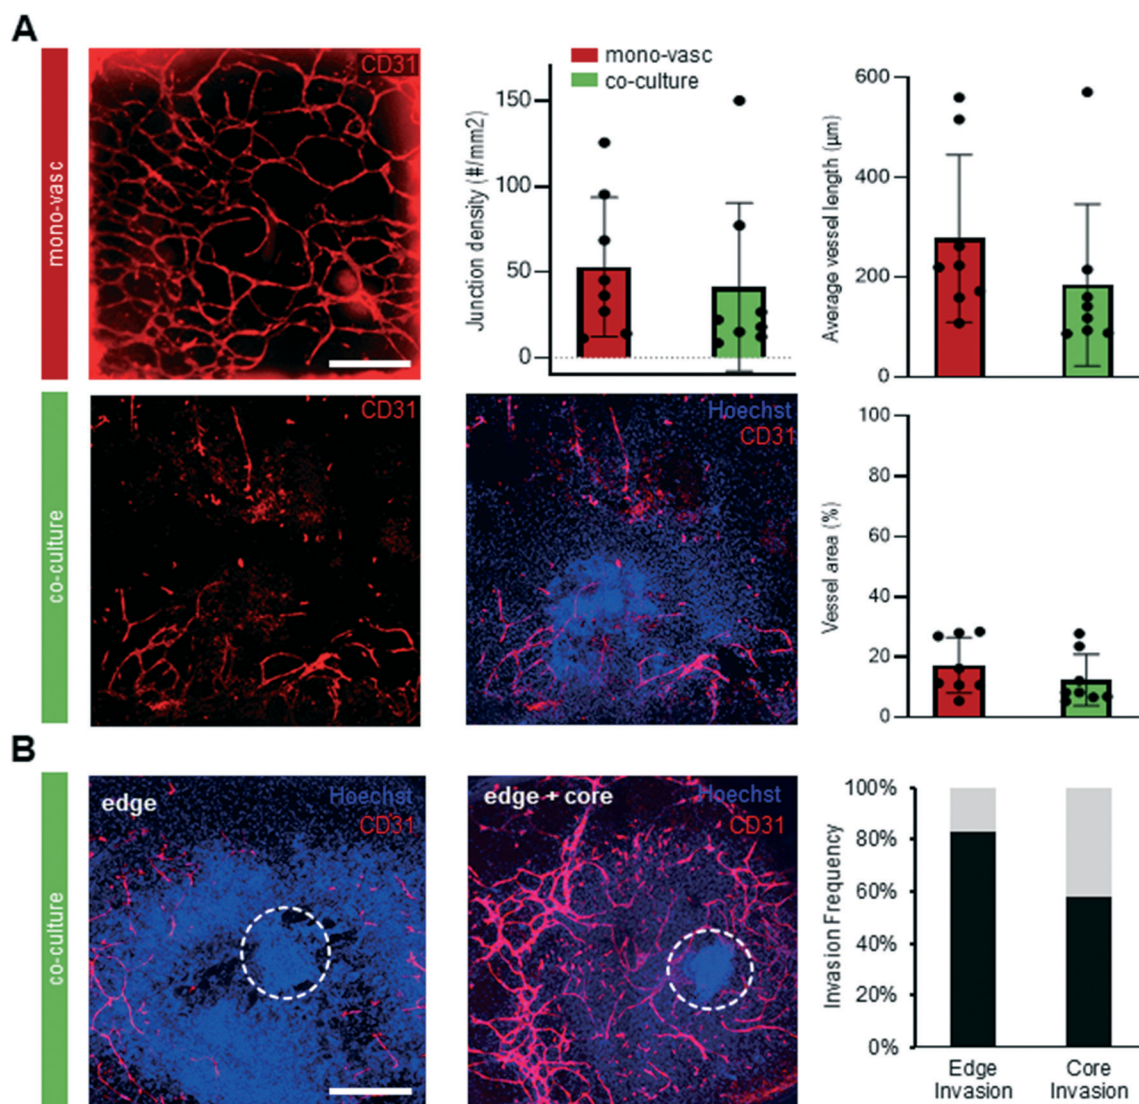 A
mono-vasc
CD31
mono-vasc
co-culture
Junction density (#/mm2)
150
100
50
0
Average vessel length (µm)
600
400
200
0
co-culture
CD31
Hoechst
CD31
Vessel area (%)
100
80
60
40
20
0
B
co-culture
edge
Hoechst
CD31
edge + core
Hoechst
CD31
Invasion Frequency
100%
80%
60%
40%
20%
0%
Edge
Invasion
Core
Invasion